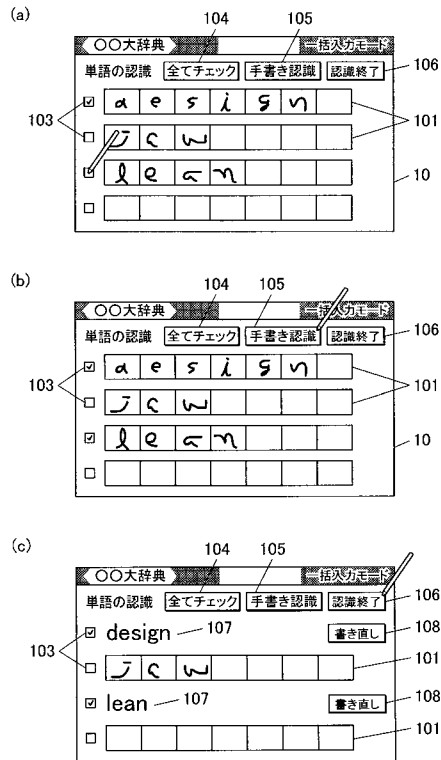 (a)
104 105
〇〇大辞典 一括入力モード
単語の認識 全てチェック 手書き認識 認識終了 106
a e s i g n
103 101
l e a n 10
(b)
104 105
〇〇大辞典 一括入力モード
単語の認識 全てチェック 手書き認識 認識終了 106
a e s i g n
103 101
l e a n 10
(c)
104 105
〇〇大辞典 一括入力モード
単語の認識 全てチェック 手書き認識 認識終了 106
design 107 書き直し 108
103 101
lean 107 書き直し 108
101